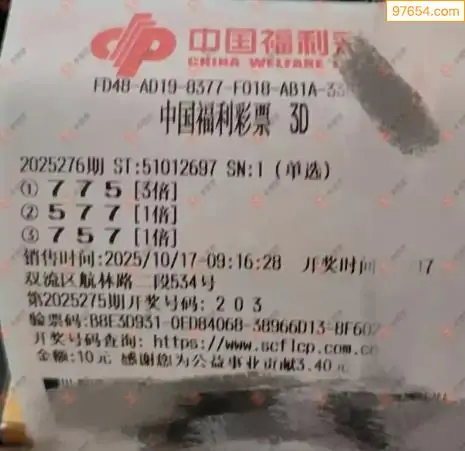 97654.com
中国福利彩
CHINA WELFARE
FD48-AD19-8377-F018-AB1A-33
中国福利彩票 3D
2025276期 ST:51012697 SN:1 (单选)
① 7 7 5 [3倍]
② 5 7 7 [1倍]
③ 7 5 7 [1倍]
销售时间:2025/10/17-09:16:28 开奖时间 17
双流区航林路二段534号
第2025275期开奖号码: 2 0 3
验票码:B8E3D931-0ED84068-38966D13-8F602
开奖号码查询: https://www.scflcp.com.c
金额:10元 感谢您为公益事业贡献3.40元